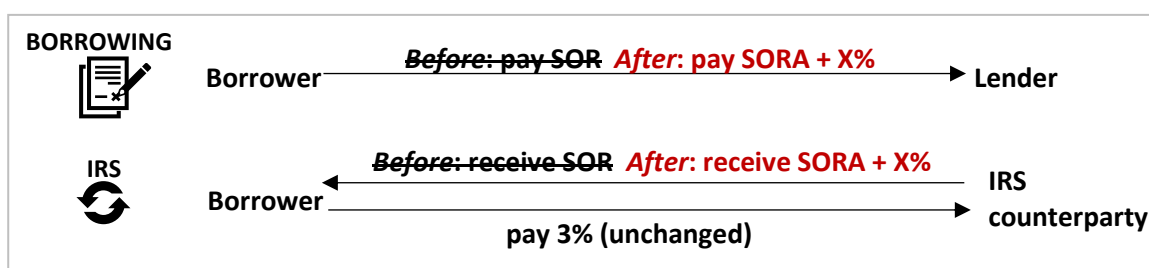 BORROWING
Before: pay SOR After: pay SORA + X%
Borrower Lender
Before: receive SOR After: receive SORA + X%
IRS IRS
Borrower counterparty
pay 3% (unchanged)